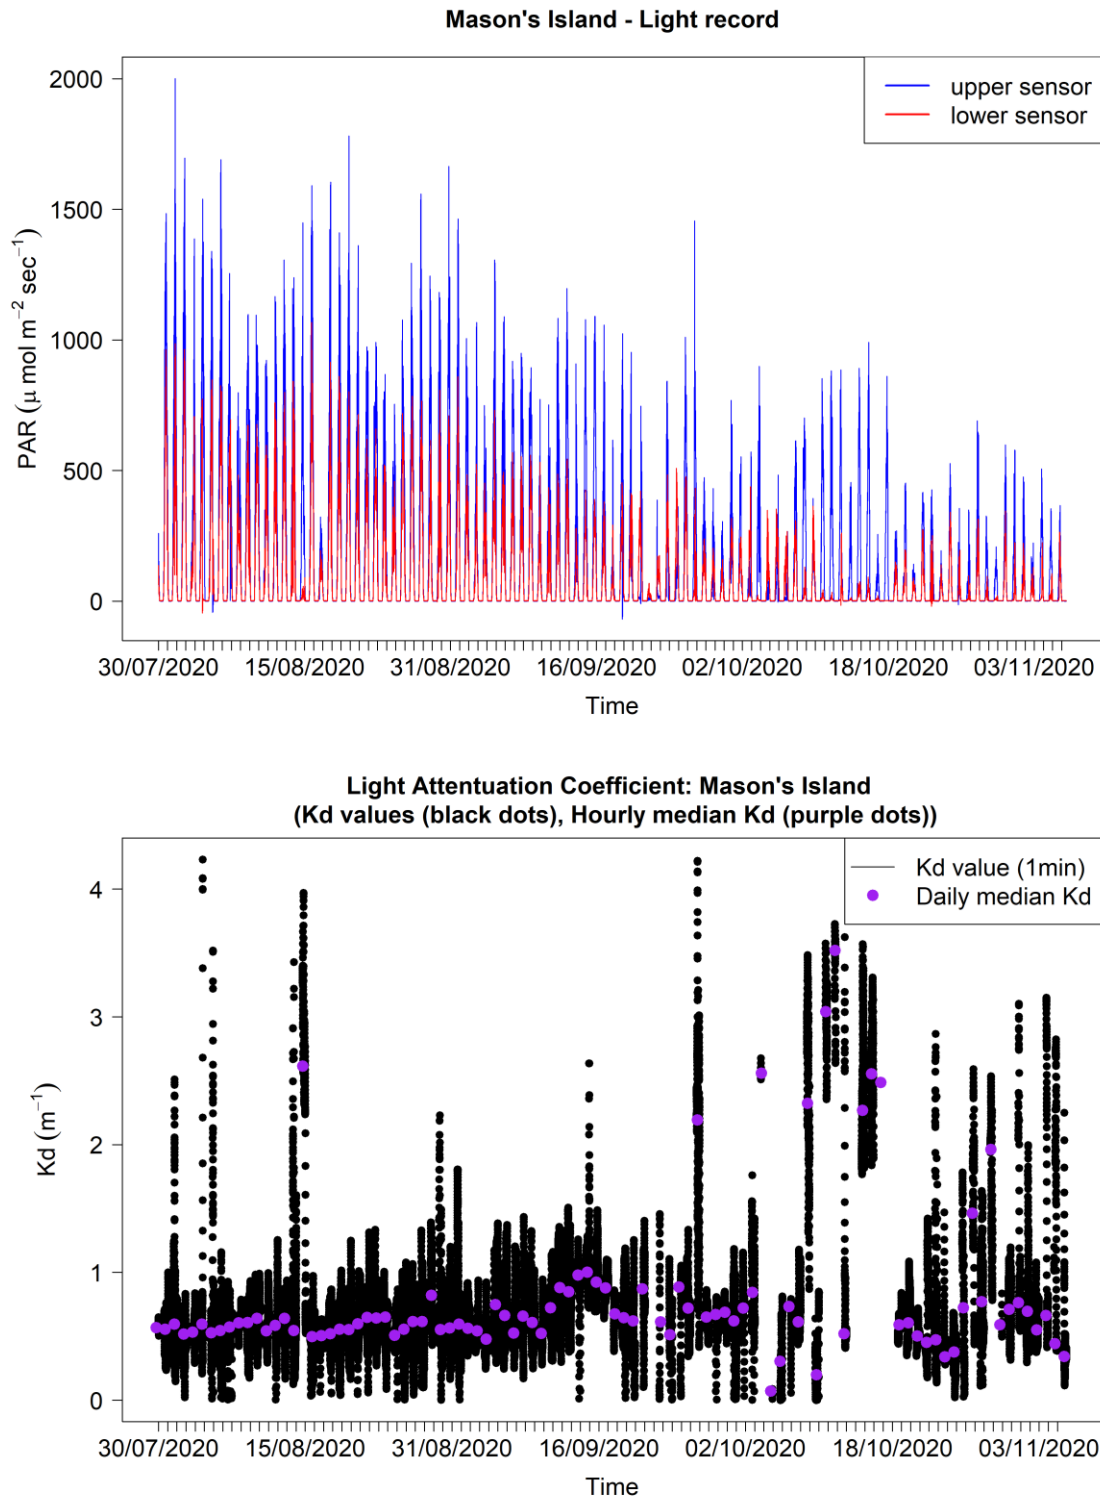 Mason's Island - Light record
upper sensor
lower sensor
2000
1500
1000
500
0
PAR (μ mol m⁻² sec⁻¹)
30/07/2020 15/08/2020 31/08/2020 16/09/2020 02/10/2020 18/10/2020 03/11/2020
Time
Light Attentuation Coefficient: Mason's Island
(Kd values (black dots), Hourly median Kd (purple dots))
Kd value (1min)
Daily median Kd
4
3
2
1
0
Kd (m⁻¹)
30/07/2020 15/08/2020 31/08/2020 16/09/2020 02/10/2020 18/10/2020 03/11/2020
Time